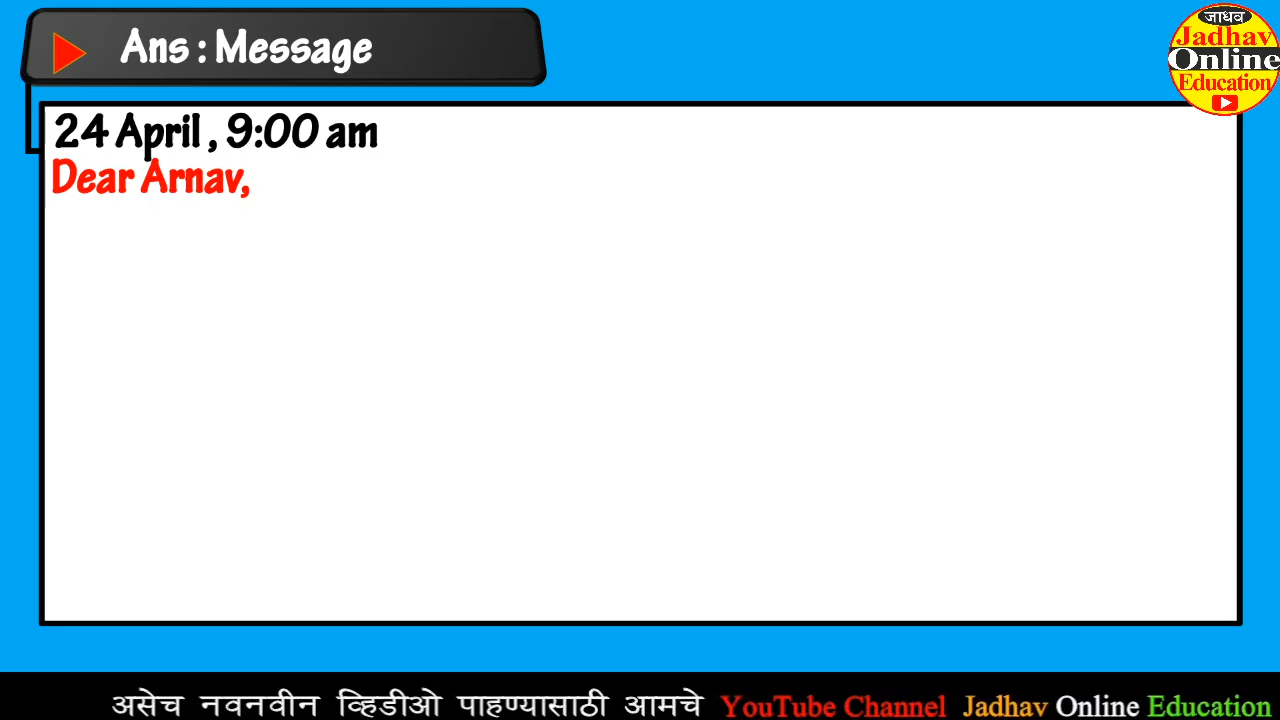 Ans : Message
जाधव
Jadhav
Online
Education
24 April , 9:00 am
Dear Arnav,
असेच नवनवीन व्हिडीओ पाहण्यासाठी आमचे YouTube Channel Jadhav Online Education